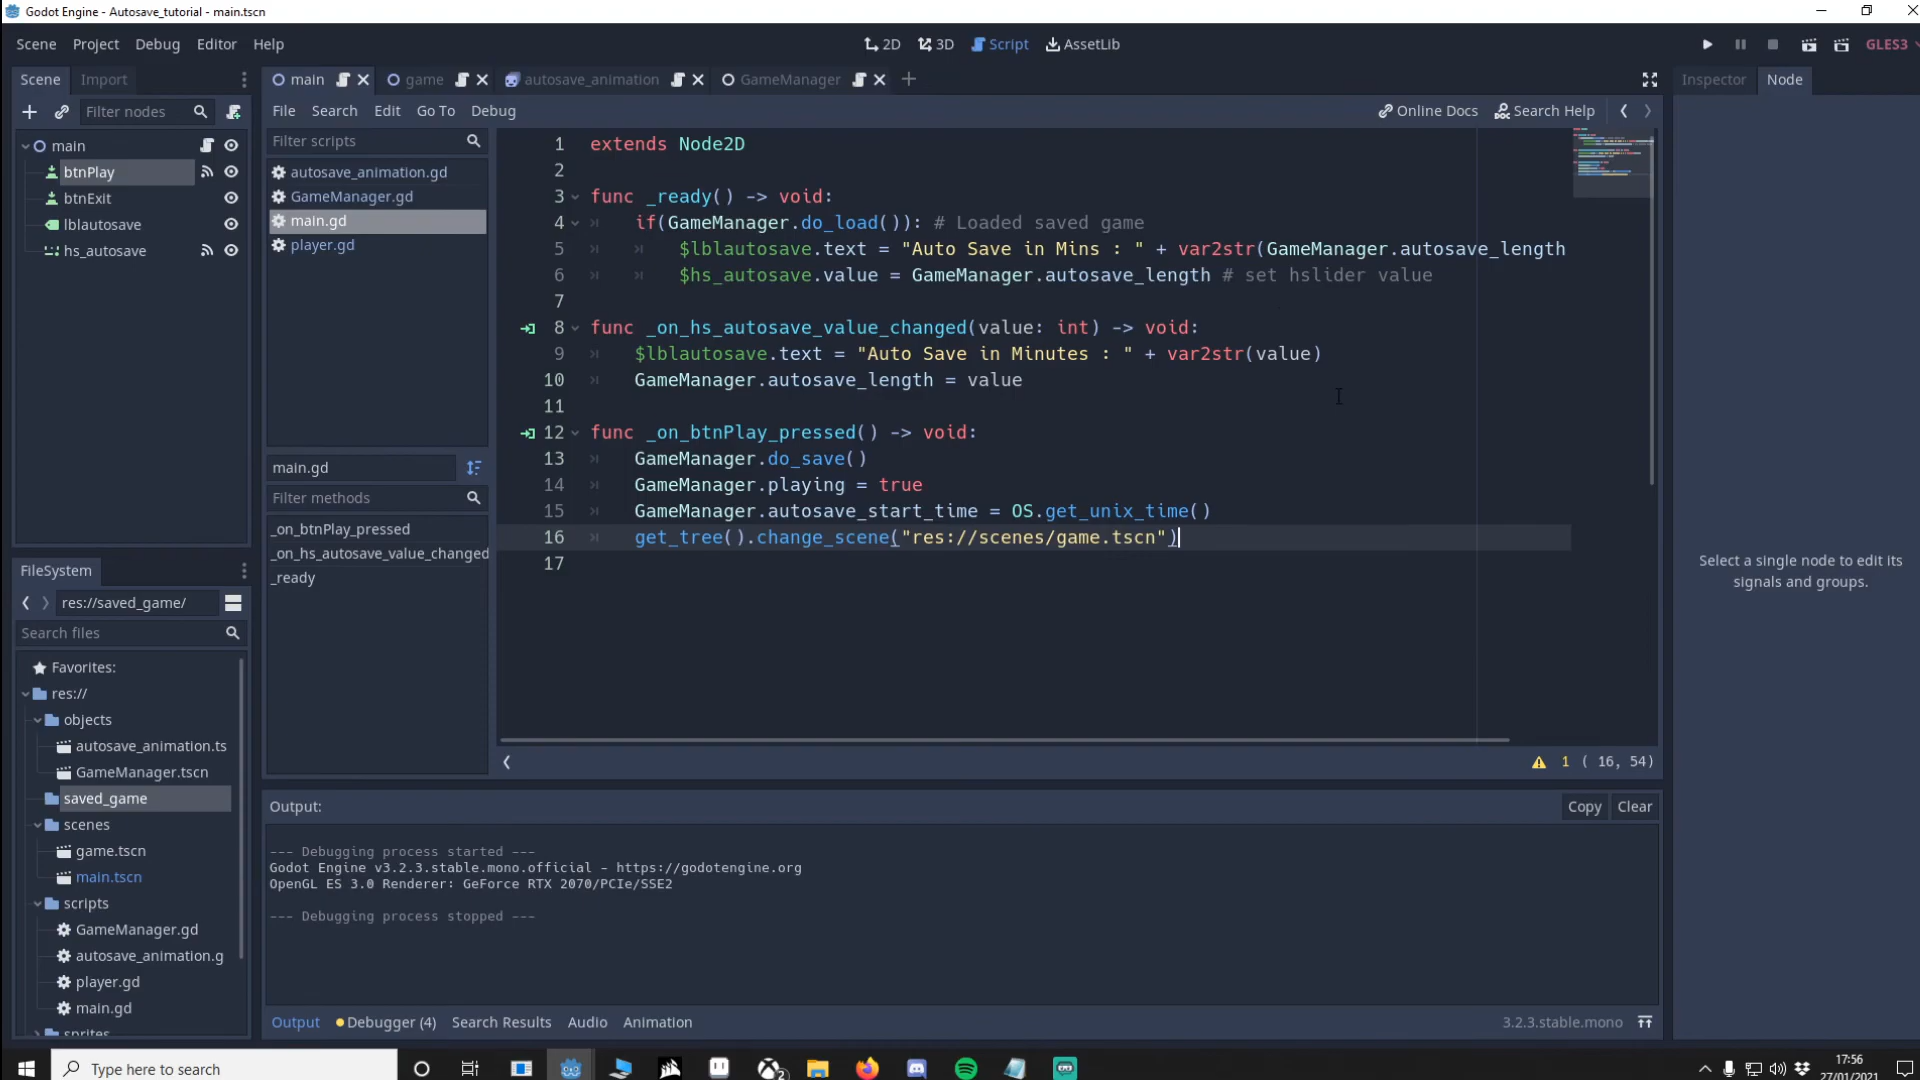 Godot Engine - Autosave_tutorial - main.tscn
Scene Project Debug Editor Help
2D 3D Script AssetLib
GLES3
Scene Import
main game autosave_animation GameManager
Inspector Node
Filter nodes
File Search Edit Go To Debug
Online Docs Search Help
main
btnPlay
btnExit
lblautosave
hs_autosave
Filter scripts
autosave_animation.gd
GameManager.gd
main.gd
player.gd
main.gd
Filter methods
_on_btnPlay_pressed
_on_hs_autosave_value_changed
_ready
1 extends Node2D
2
3 func _ready() -> void:
4 if(GameManager.do_load()): # Loaded saved game
5 $lblautosave.text = "Auto Save in Mins : " + var2str(GameManager.autosave_length
6 $hs_autosave.value = GameManager.autosave_length # set hslider value
7
8 func _on_hs_autosave_value_changed(value: int) -> void:
9 $lblautosave.text = "Auto Save in Minutes : " + var2str(value)
10 GameManager.autosave_length = value
11
12 func _on_btnPlay_pressed() -> void:
13 GameManager.do_save()
14 GameManager.playing = true
15 GameManager.autosave_start_time = OS.get_unix_time()
16 get_tree().change_scene("res://scenes/game.tscn")
17
1 ( 16, 54)
Select a single node to edit its
signals and groups.
FileSystem
res://saved_game/
Search files
Favorites:
res://
objects
autosave_animation.ts
GameManager.tscn
saved_game
scenes
game.tscn
main.tscn
scripts
GameManager.gd
autosave_animation.g
player.gd
main.gd
sprites
Output:
Copy Clear
--- Debugging process started ---
Godot Engine v3.2.3.stable.mono.official - https://godotengine.org
OpenGL ES 3.0 Renderer: GeForce RTX 2070/PCIe/SSE2
--- Debugging process stopped ---
Output Debugger (4) Search Results Audio Animation
3.2.3.stable.mono
Type here to search
17:56
27/01/2021